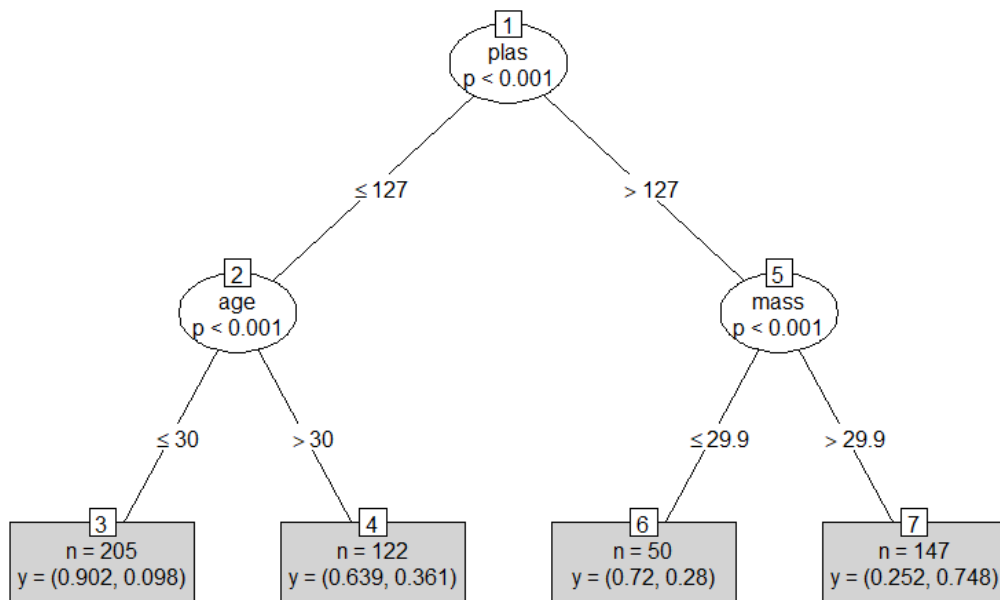 1
plas
p < 0.001
≤ 127
> 127
2
age
p < 0.001
5
mass
p < 0.001
≤ 30
> 30
≤ 29.9
> 29.9
3
n = 205
y = (0.902, 0.098)
4
n = 122
y = (0.639, 0.361)
6
n = 50
y = (0.72, 0.28)
7
n = 147
y = (0.252, 0.748)